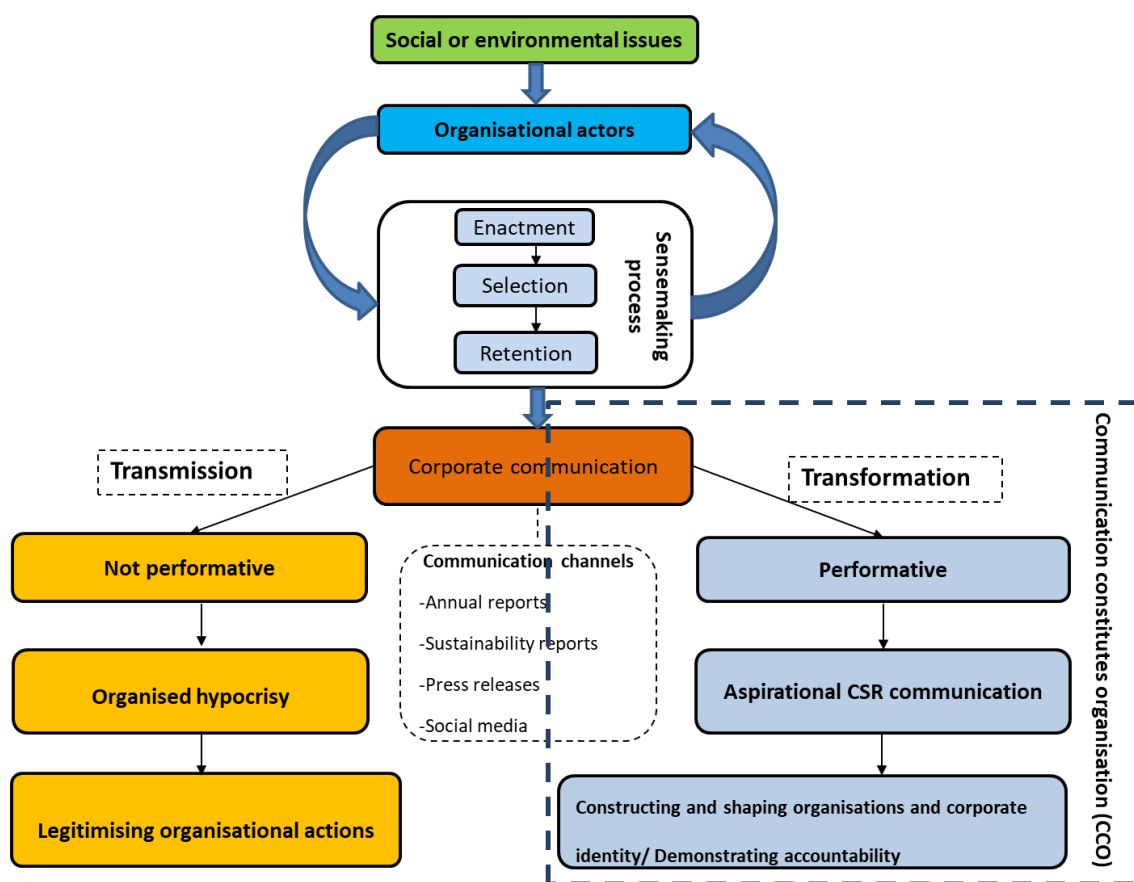 Social or environmental issues
Organisational actors
Enactment
Selection
Retention
Sensemaking
process
Corporate communication
Transmission
Transformation
Not performative
Organised hypocrisy
Legitimising organisational actions
Communication channels
-Annual reports
-Sustainability reports
-Press releases
-Social media
Performative
Aspirational CSR communication
Constructing and shaping organisations and corporate
identity/ Demonstrating accountability
Communication constitutes organisation (CCO)